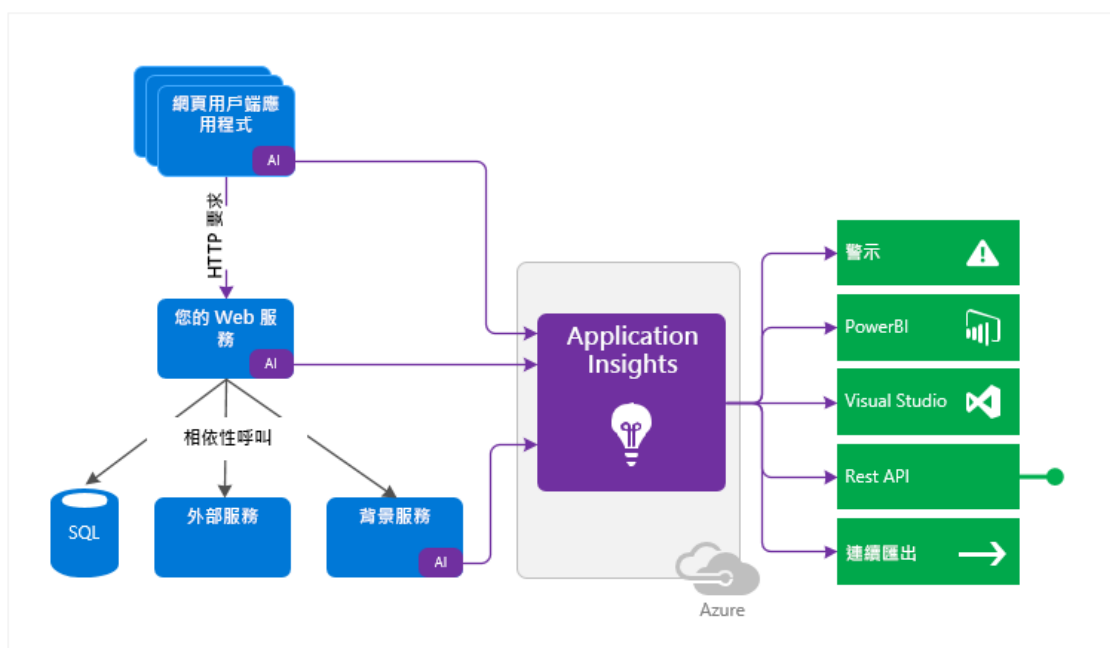 網頁用戶端應
用程式
AI
HTTP 要求
您的 Web 服
務
AI
相依性呼叫
SQL
外部服務
背景服務
AI
Application
Insights
Azure
警示
PowerBI
Visual Studio
Rest API
連續匯出